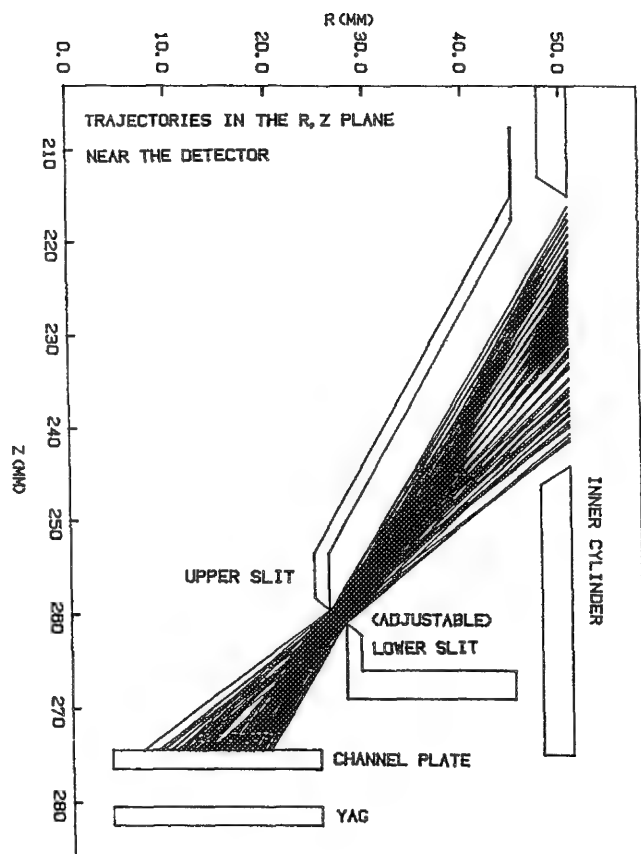 R (MM)
0.0
10.0
20.0
30.0
40.0
50.0
TRAJECTORIES IN THE R, Z PLANE
NEAR THE DETECTOR
210
220
230
240
250
260
270
280
Z (MM)
INNER CYLINDER
UPPER SLIT
(ADJUSTABLE)
LOWER SLIT
CHANNEL PLATE
YAG